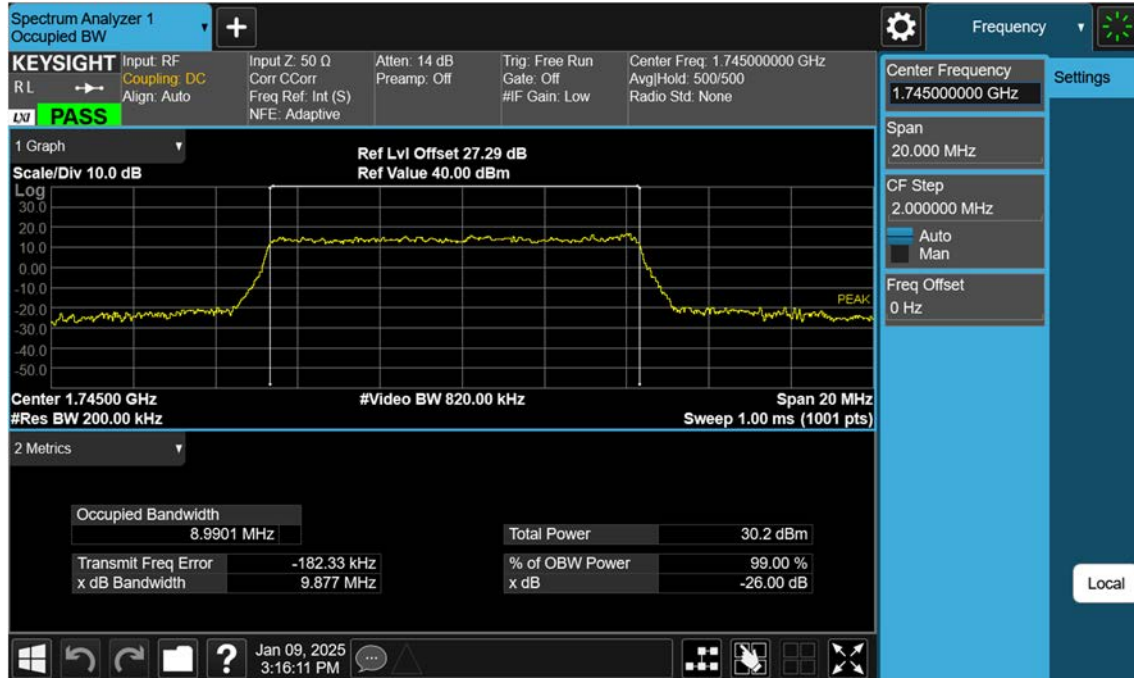 Spectrum Analyzer 1
Occupied BW
+
Frequency
KEYSIGHT
RL
LXI
PASS
Input: RF
Coupling: DC
Align: Auto
Input Z: 50 Ω
Corr CCorr
Freq Ref: Int (S)
NFE: Adaptive
Atten: 14 dB
Preamp: Off
Trig: Free Run
Gate: Off
#IF Gain: Low
Center Freq: 1.745000000 GHz
Avg|Hold: 500/500
Radio Std: None
Center Frequency
1.745000000 GHz
Settings
Span
20.000 MHz
CF Step
2.000000 MHz
Auto
Man
Freq Offset
0 Hz
Local
1 Graph
Scale/Div 10.0 dB
Ref Lvl Offset 27.29 dB
Ref Value 40.00 dBm
Log
30.0
20.0
10.0
0.00
-10.0
-20.0
-30.0
-40.0
-50.0
PEAK
Center 1.74500 GHz
#Video BW 820.00 kHz
Span 20 MHz
#Res BW 200.00 kHz
Sweep 1.00 ms (1001 pts)
2 Metrics
Occupied Bandwidth
8.9901 MHz
Total Power 30.2 dBm
Transmit Freq Error -182.33 kHz
% of OBW Power 99.00 %
x dB Bandwidth 9.877 MHz
x dB -26.00 dB
?
Jan 09, 2025
3:16:11 PM